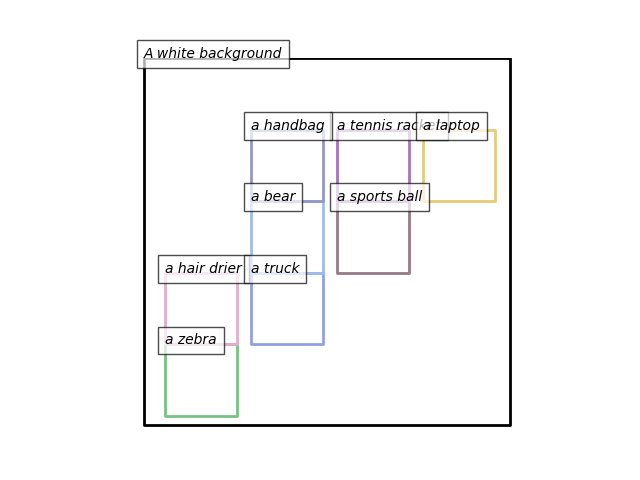 A white background
a handbag
a tennis racket
a laptop
a bear
a sports ball
a hair drier
a truck
a zebra